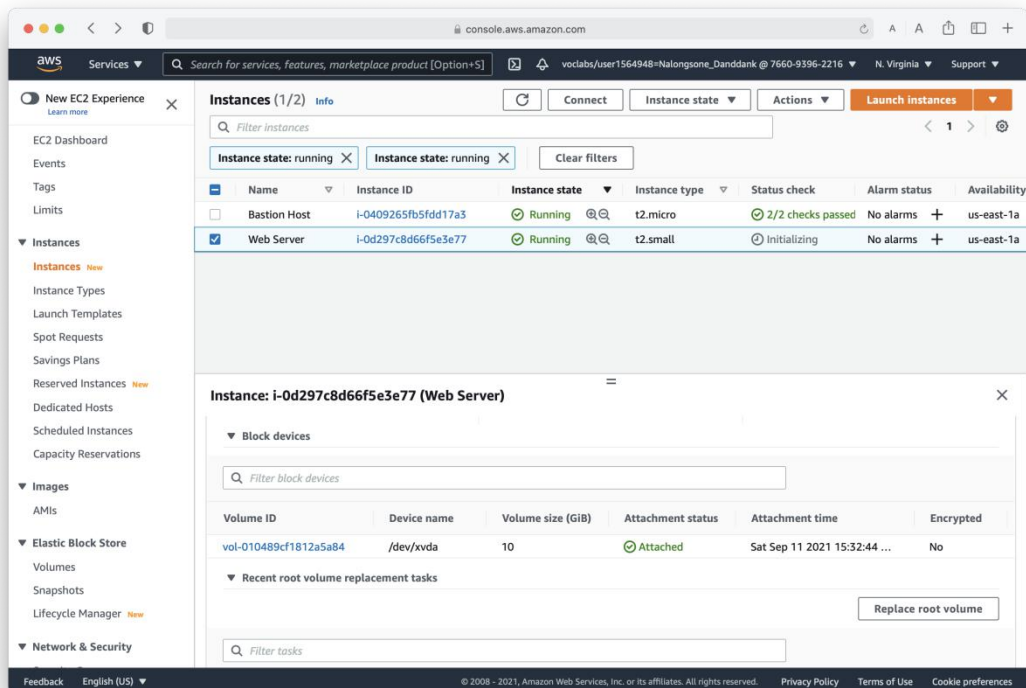 console.aws.amazon.com
A A
aws Services ▼ Search for services, features, marketplace product [Option+S] voclabs/user1564948=Nalongsone_Danddank @ 7660-9396-2216 ▼ N. Virginia ▼ Support ▼
New EC2 Experience
Learn more
EC2 Dashboard
Events
Tags
Limits
Instances
Instances New
Instance Types
Launch Templates
Spot Requests
Savings Plans
Reserved Instances New
Dedicated Hosts
Scheduled Instances
Capacity Reservations
Images
AMIs
Elastic Block Store
Volumes
Snapshots
Lifecycle Manager New
Network & Security
Instances (1/2) Info
Connect Instance state ▼ Actions ▼ Launch instances ▼
Filter instances
1
Instance state: running Instance state: running Clear filters
Name Instance ID Instance state Instance type Status check Alarm status Availability
Bastion Host i-0409265fb5fdd17a3 Running t2.micro 2/2 checks passed No alarms + us-east-1a
Web Server i-0d297c8d66f5e3e77 Running t2.small Initializing No alarms + us-east-1a
Instance: i-0d297c8d66f5e3e77 (Web Server)
Block devices
Filter block devices
Volume ID Device name Volume size (GiB) Attachment status Attachment time Encrypted
vol-010489cf1812a5a84 /dev/xvda 10 Attached Sat Sep 11 2021 15:32:44 ... No
Recent root volume replacement tasks
Replace root volume
Filter tasks
Feedback English (US) ▼ © 2008 - 2021, Amazon Web Services, Inc. or its affiliates. All rights reserved. Privacy Policy Terms of Use Cookie preferences